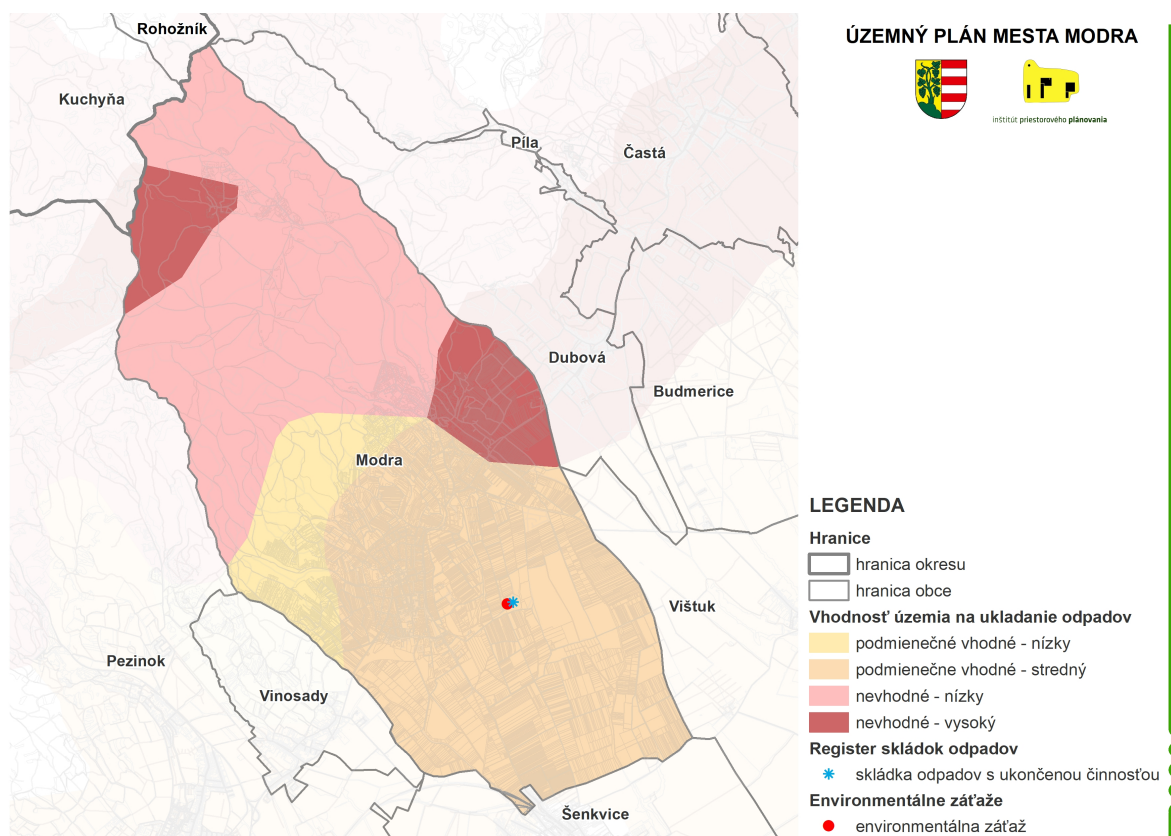 Rohožník
Kuchyňa
Píla
Častá
Dubová
Budmerice
Modra
Vištuk
Pezinok
Vinosady
Šenkvice
ÚZEMNÝ PLÁN MESTA MODRA
inštitút priestorového plánovania
LEGENDA
Hranice
hranica okresu
hranica obce
Vhodnosť územia na ukladanie odpadov
podmienečné vhodné - nízky
podmienečne vhodné - stredný
nevhodné - nízky
nevhodné - vysoký
Register skládok odpadov
skládka odpadov s ukončenou činnosťou
Environmentálne záťaže
environmentálna záťaž